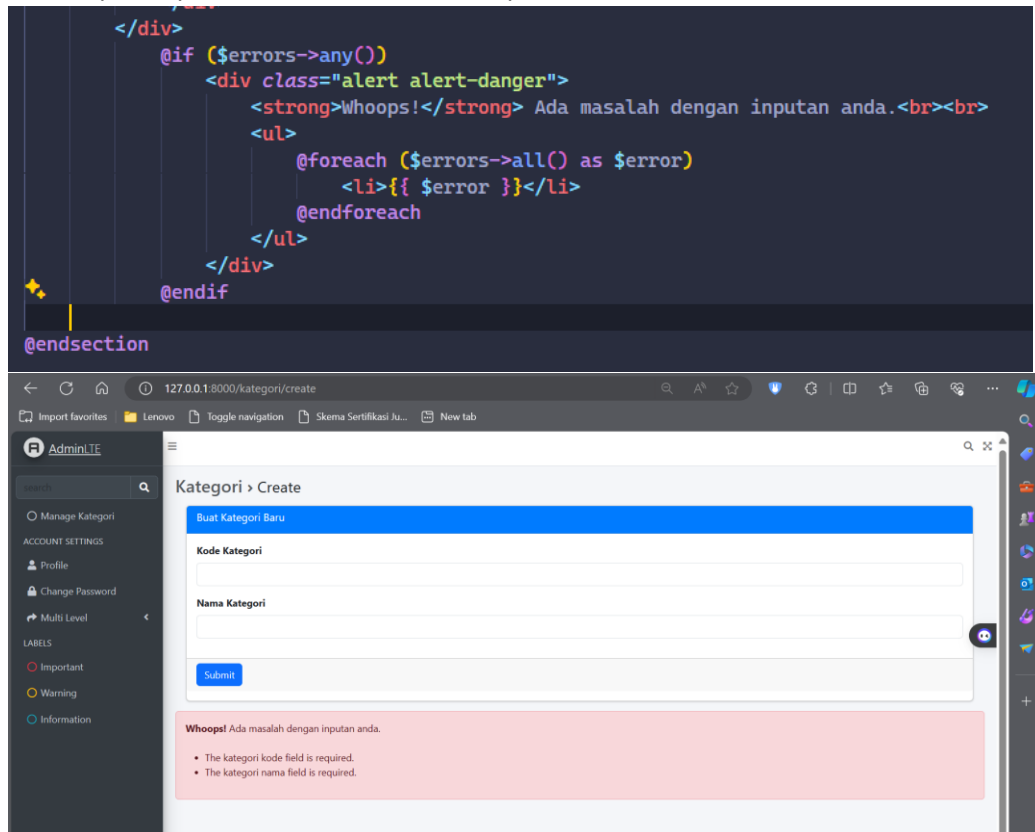 </div>
@if ($errors->any())
<div class="alert alert-danger">
<strong>Whoops!</strong> Ada masalah dengan inputan anda.<br><br>
<ul>
@foreach ($errors->all() as $error)
<li>{{ $error }}</li>
@endforeach
</ul>
</div>
@endif
@endsection
127.0.0.1:8000/kategori/create
Import favorites Lenovo Toggle navigation Skema Sertifikasi Ju... New tab
AdminLTE
search
Kategori › Create
Manage Kategori
ACCOUNT SETTINGS
Profile
Change Password
Multi Level
LABELS
Important
Warning
Information
Buat Kategori Baru
Kode Kategori
Nama Kategori
Submit
Whoops! Ada masalah dengan inputan anda.
• The kategori kode field is required.
• The kategori nama field is required.